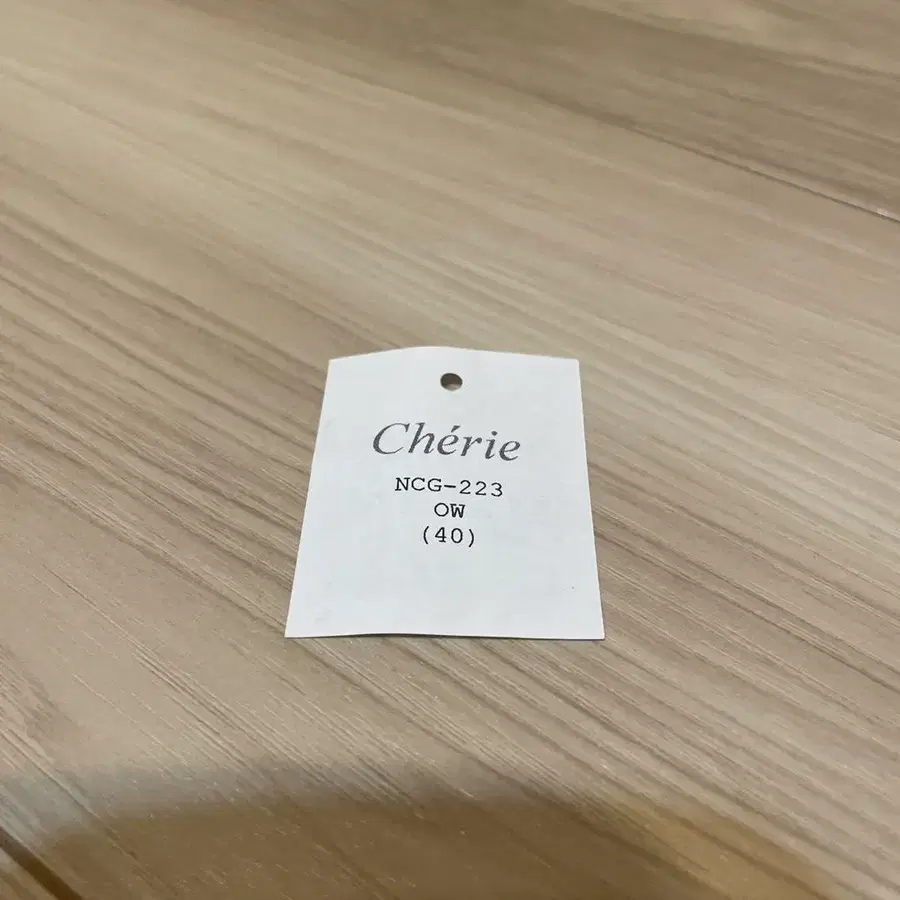 Chérie
NCG-223
OW
(40)